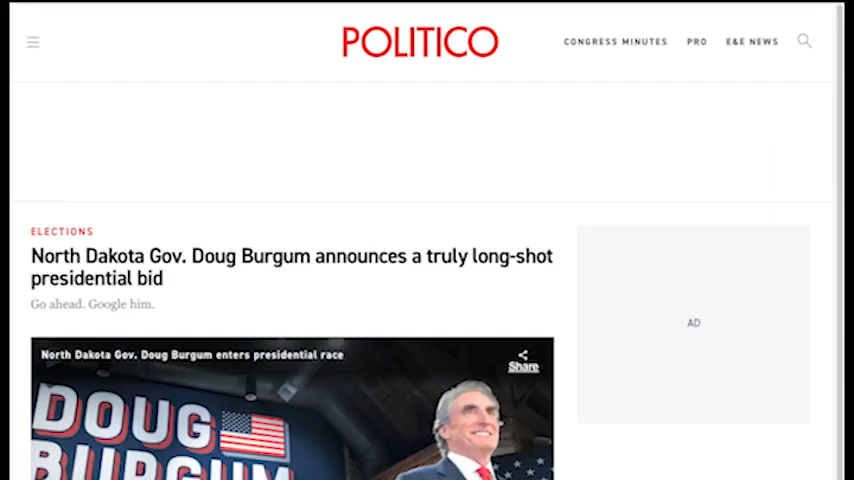 POLITICO
CONGRESS MINUTES PRO E&E NEWS
ELECTIONS
North Dakota Gov. Doug Burgum announces a truly long-shot
presidential bid
Go ahead. Google him.
AD
North Dakota Gov. Doug Burgum enters presidential race
Share
DOUG
BURGUM